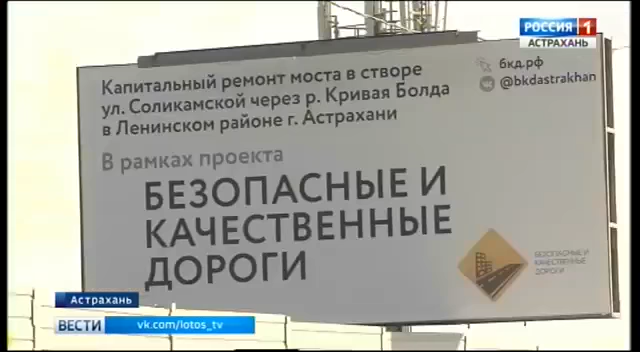 РОССИЯ 1
АСТРАХАНЬ
Капитальный ремонт моста в створе
ул. Соликамской через р. Кривая Болда
в Ленинском районе г. Астрахани
бкд.рф
@bkdastrakhan
В рамках проекта
БЕЗОПАСНЫЕ И
КАЧЕСТВЕННЫЕ
ДОРОГИ
БЕЗОПАСНЫЕ И
КАЧЕСТВЕННЫЕ
ДОРОГИ
Астрахань
ВЕСТИ vk.com/lotos_tv